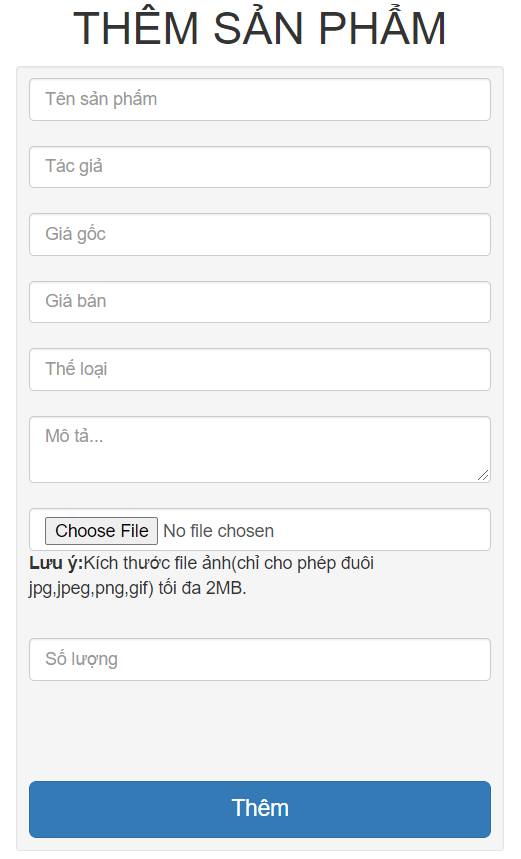 THÊM SẢN PHẨM
Tên sản phẩm
Tác giả
Giá gốc
Giá bán
Thể loại
Mô tả...
Choose File No file chosen
Lưu ý:Kích thước file ảnh(chỉ cho phép đuôi
jpg,jpeg,png,gif) tối đa 2MB.
Số lượng
Thêm